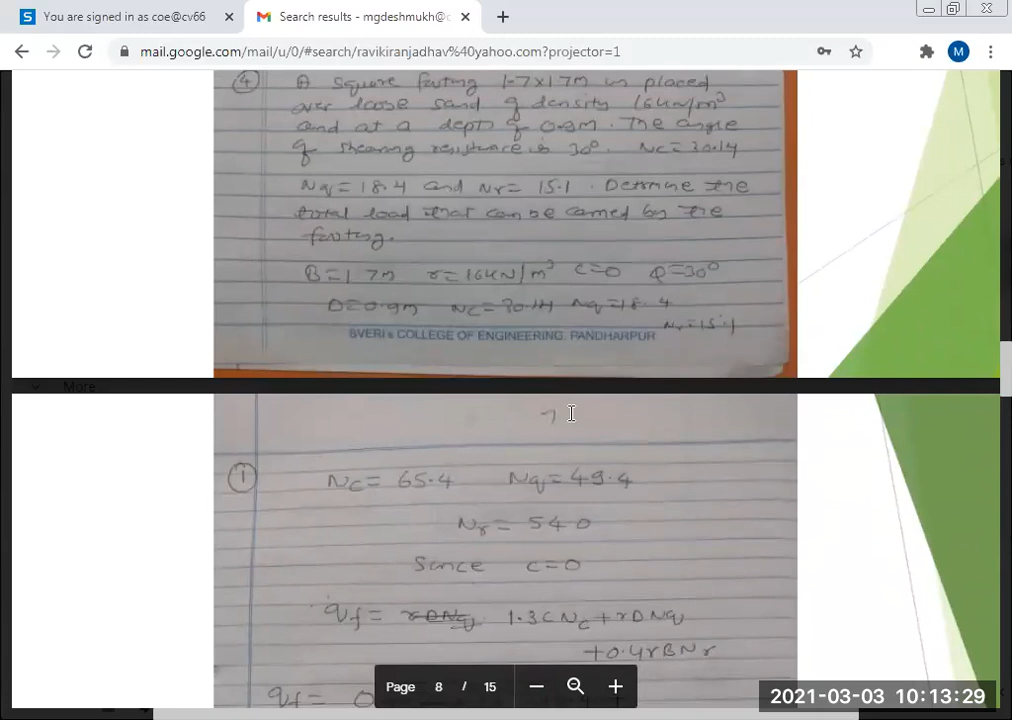 You are signed in as coe@cv66
Search results - mgdeshmukh@c
mail.google.com/mail/u/0/#search/ravikiranjadhav%40yahoo.com?projector=1
M
④ A square footing 1.7x1.7m is placed
over loose sand of density 16kN/m³
and at a depth of 0.9m. The angle
of shearing resistance is 30°. Nc=30.14
Nq=18.4 and Nr= 15.1. Determine the
total load that can be carried by the
footing.
B=1.7m r=16kN/m³ c=0 φ=30°
D=0.9m Nc=30.14 Nq=18.4
Nr=15.1
SVERI's COLLEGE OF ENGINEERING, PANDHARPUR
More
7
① Nc= 65.4 Nq=49.4
Nr= 540
Since c=0
qf= rDNq 1.3CNc+rDNq
+0.4rBNr
qf= 0
Page 8 / 15
2021-03-03 10:13:29